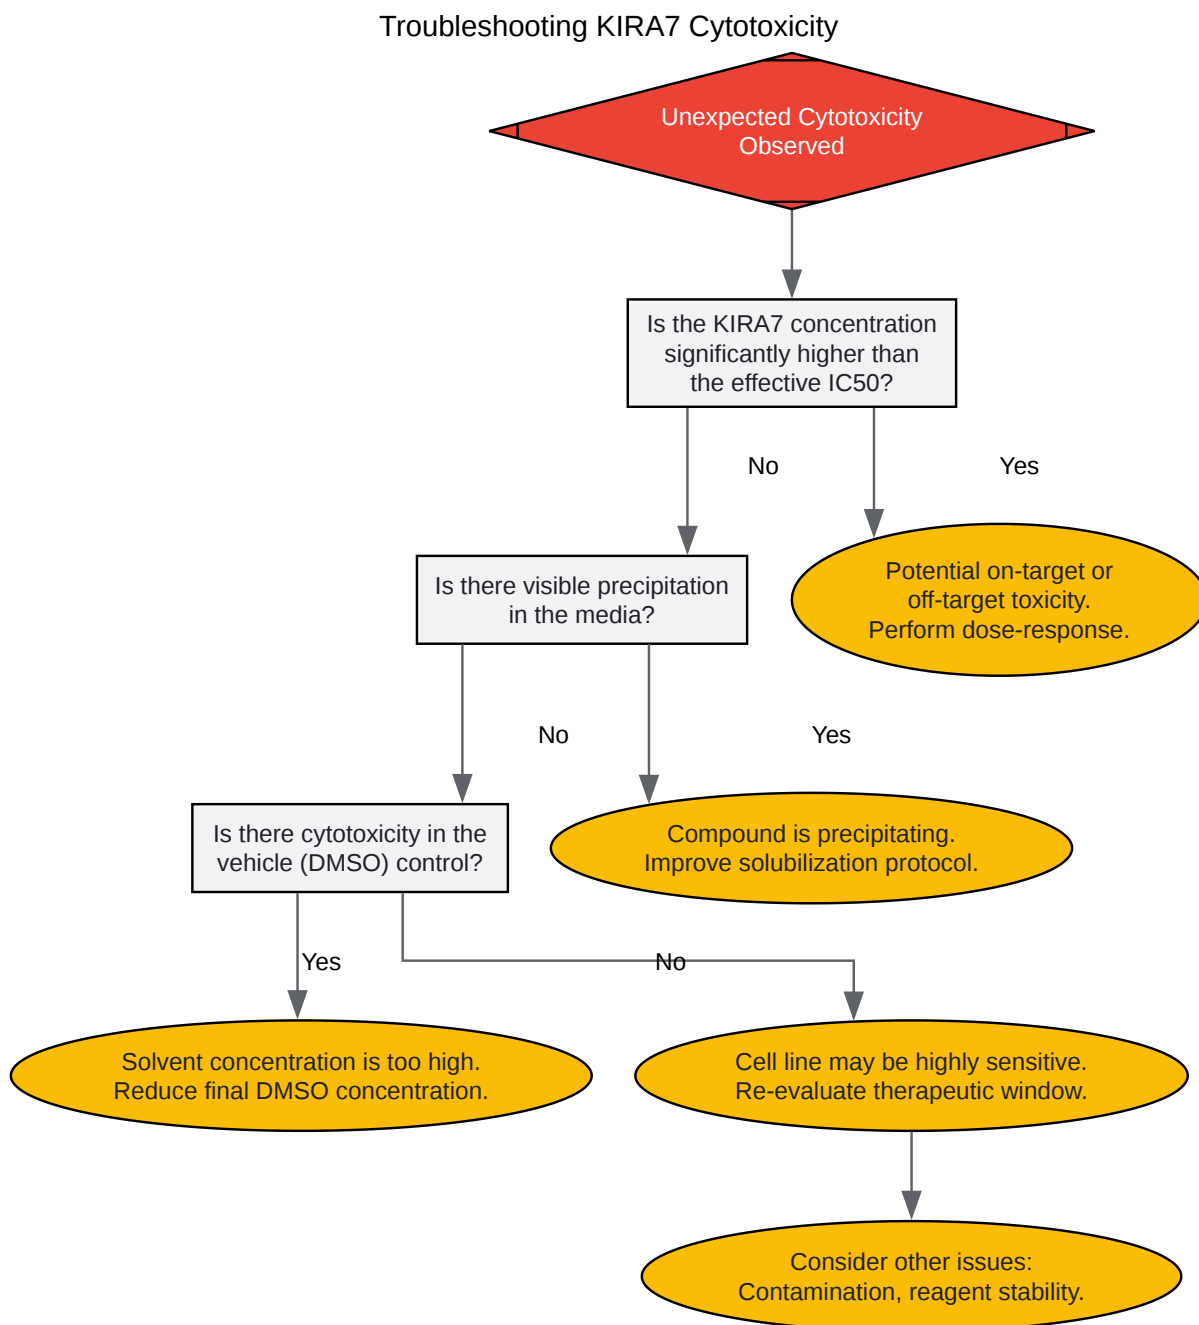 Troubleshooting KIRA7 Cytotoxicity
Unexpected Cytotoxicity
Observed
Is the KIRA7 concentration
significantly higher than
the effective IC50?
No
Yes
Potential on-target or
off-target toxicity.
Perform dose-response.
Is there visible precipitation
in the media?
No
Yes
Compound is precipitating.
Improve solubilization protocol.
Is there cytotoxicity in the
vehicle (DMSO) control?
Yes
No
Solvent concentration is too high.
Reduce final DMSO concentration.
Cell line may be highly sensitive.
Re-evaluate therapeutic window.
Consider other issues:
Contamination, reagent stability.